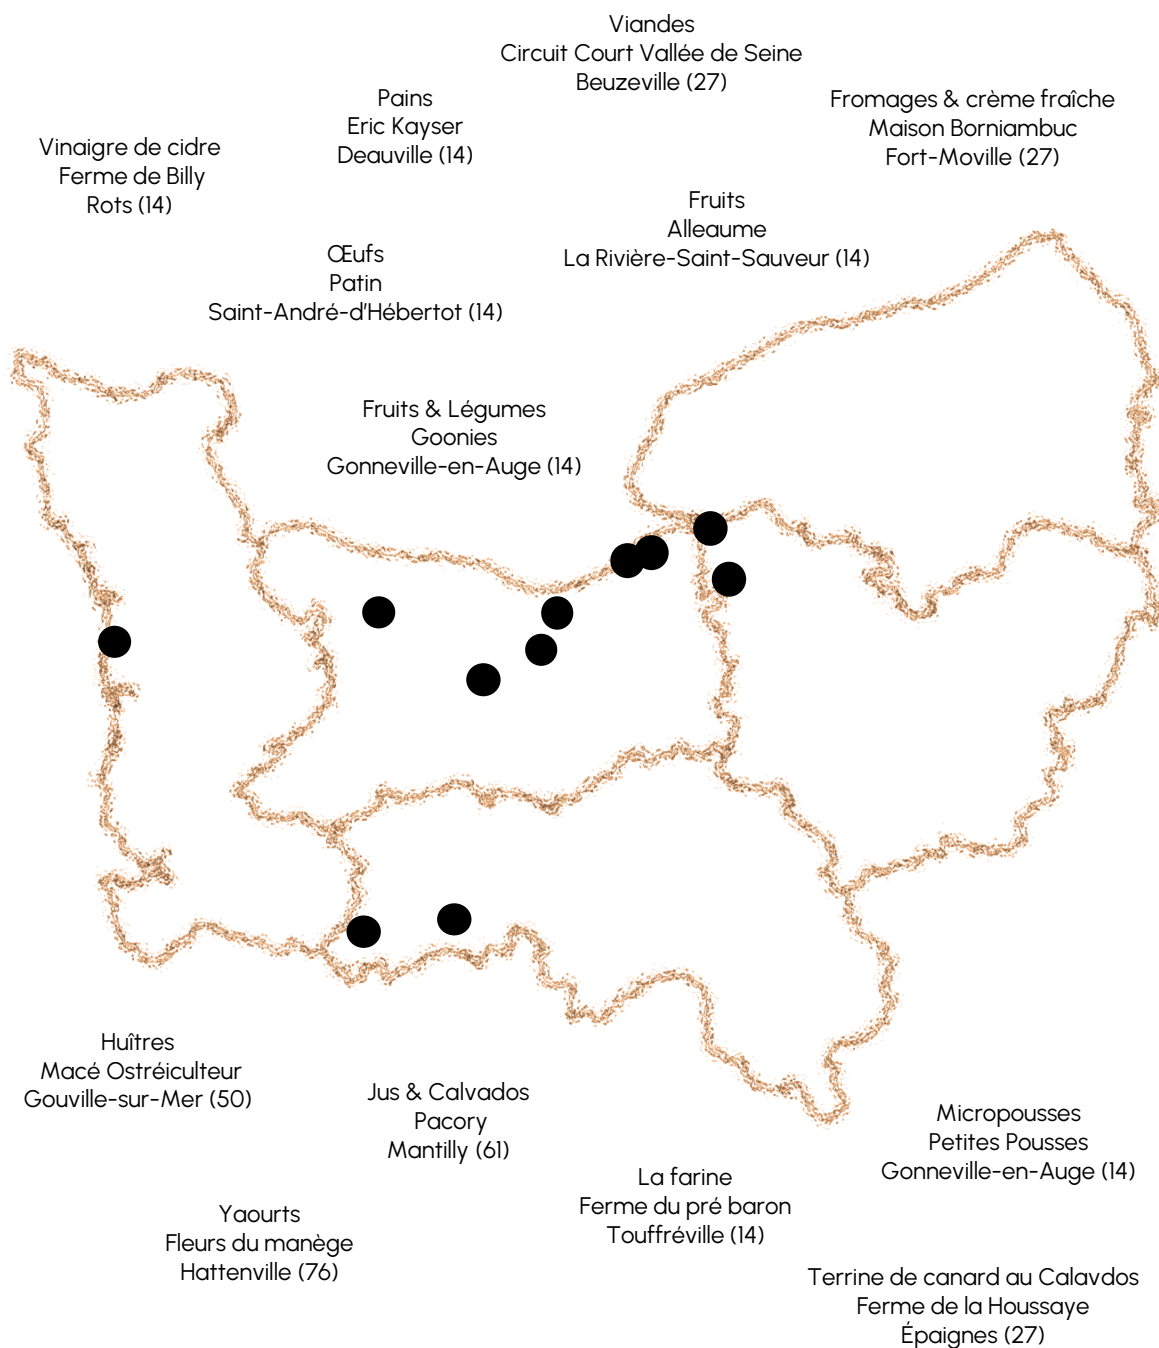 Viandes
Circuit Court Vallée de Seine
Beuzeville (27)
Pains
Eric Kayser
Deauville (14)
Fromages & crème fraîche
Maison Borniambuc
Fort-Moville (27)
Vinaigre de cidre
Ferme de Billy
Rots (14)
Fruits
Alleaume
La Rivière-Saint-Sauveur (14)
Œufs
Patin
Saint-André-d'Hébertot (14)
Fruits & Légumes
Goonies
Gonneville-en-Auge (14)
Huîtres
Macé Ostréiculteur
Gouville-sur-Mer (50)
Jus & Calvados
Pacory
Mantilly (61)
Micropousses
Petites Pousses
Gonneville-en-Auge (14)
La farine
Ferme du pré baron
Touffréville (14)
Yaourts
Fleurs du manège
Hattenville (76)
Terrine de canard au Calavdos
Ferme de la Houssaye
Épaignes (27)